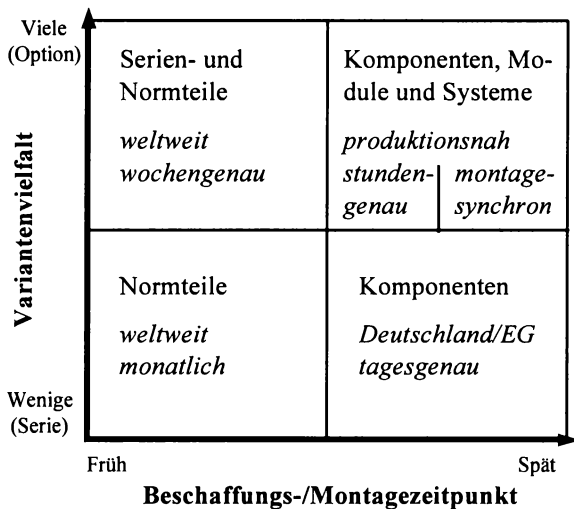 Viele
(Option)
Variantenvielfalt
Wenige
(Serie)
Serien- und
Normteile
weltweit
wochengenau
Komponenten, Mo-
dule und Systeme
produktionsnah
stunden-
genau
montage-
synchron
Normteile
weltweit
monatlich
Komponenten
Deutschland/EG
tagesgenau
Früh
Spät
Beschaffungs-/Montagezeitpunkt